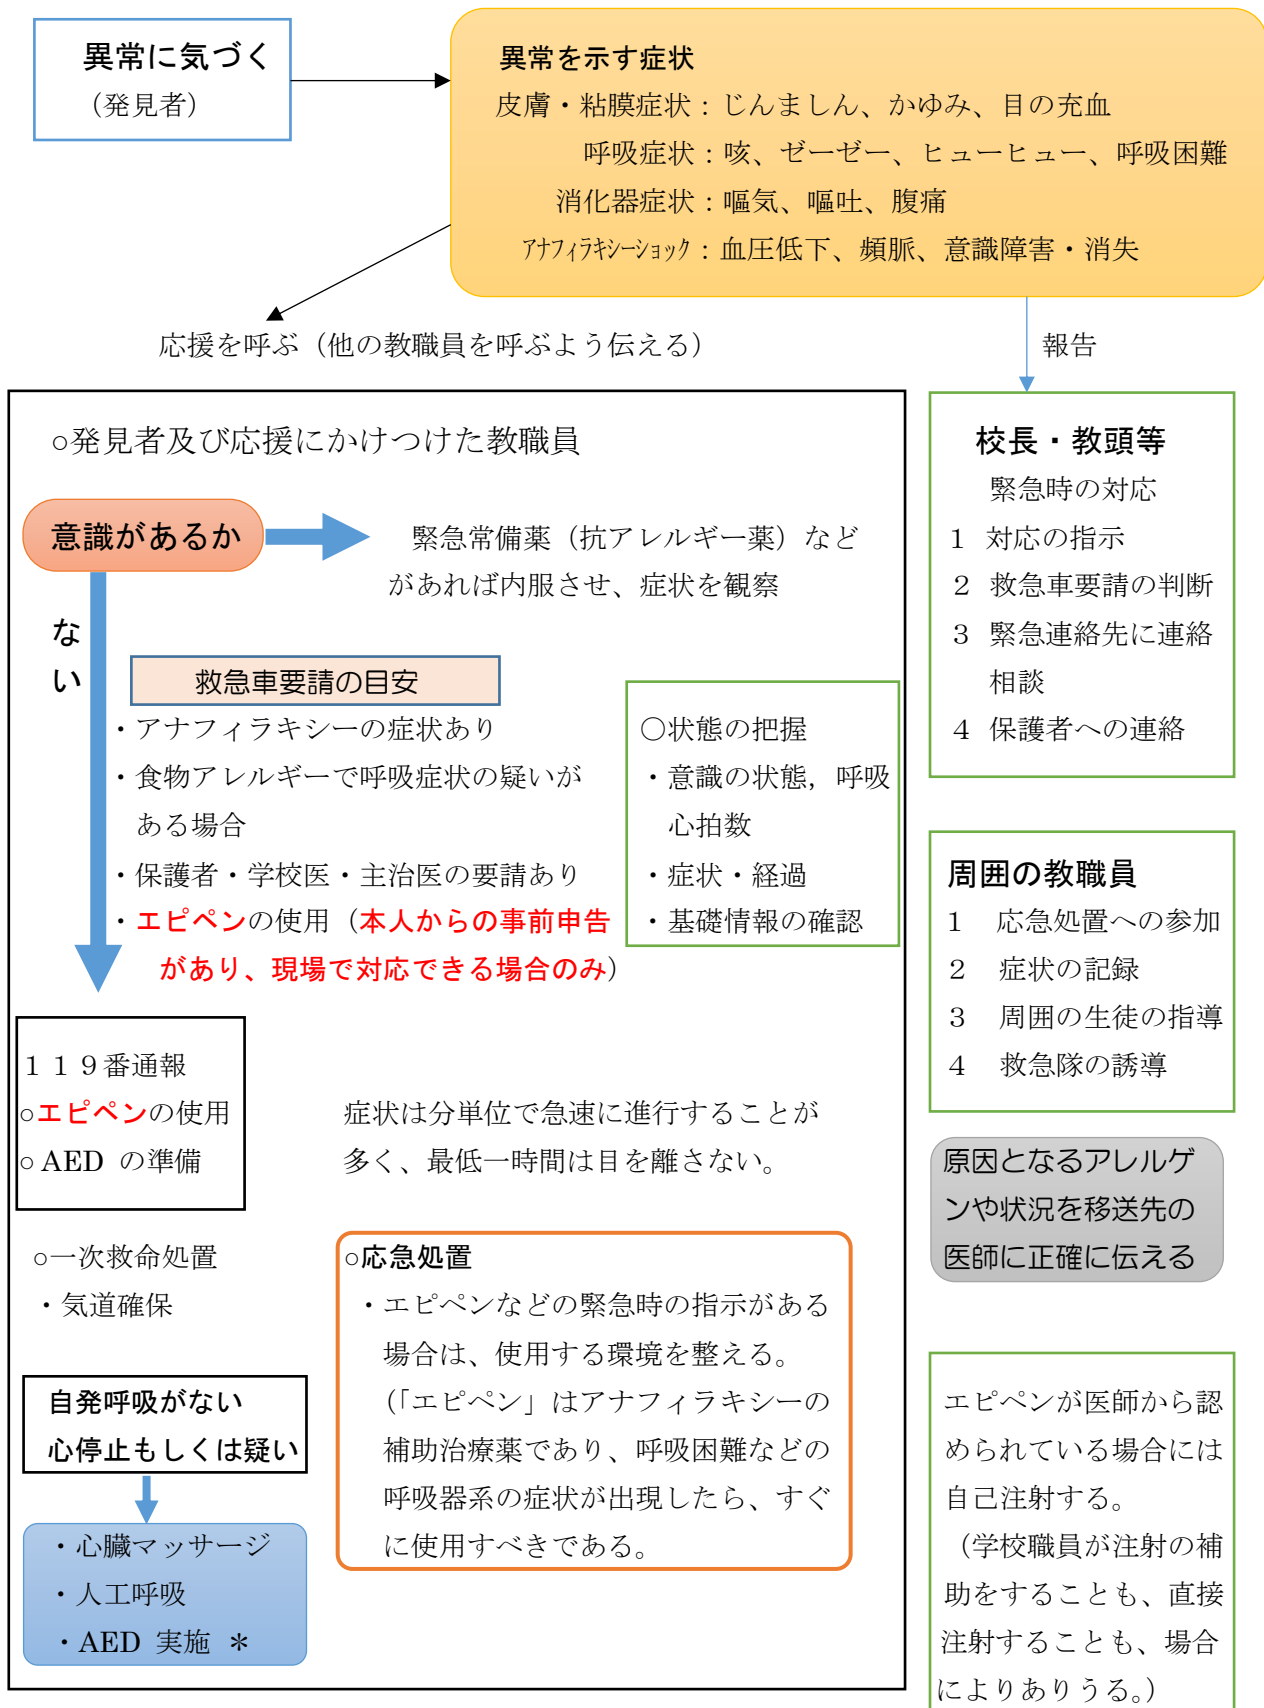 異常に気づく
（発見者）
異常を示す症状
皮膚・粘膜症状：じんましん、かゆみ、目の充血
呼吸症状：咳、ゼーゼー、ヒューヒュー、呼吸困難
消化器症状：嘔気、嘔吐、腹痛
アナフィラキシーショック：血圧低下、頻脈、意識障害・消失
応援を呼ぶ（他の教職員を呼ぶよう伝える）
報告
○発見者及び応援にかけつけた教職員
意識があるか
緊急常備薬（抗アレルギー薬）など
があれば内服させ、症状を観察
な
い
救急車要請の目安
・アナフィラキシーの症状あり
・食物アレルギーで呼吸症状の疑いが
ある場合
・保護者・学校医・主治医の要請あり
・エピペンの使用（本人からの事前申告
があり、現場で対応できる場合のみ）
〇状態の把握
・意識の状態，呼吸
心拍数
・症状・経過
・基礎情報の確認
１１９番通報
○エピペンの使用
○AED の準備
症状は分単位で急速に進行することが
多く、最低一時間は目を離さない。
○一次救命処置
・気道確保
自発呼吸がない
心停止もしくは疑い
・心臓マッサージ
・人工呼吸
・AED 実施 ＊
○応急処置
・エピペンなどの緊急時の指示がある
場合は、使用する環境を整える。
（「エピペン」はアナフィラキシーの
補助治療薬であり、呼吸困難などの
呼吸器系の症状が出現したら、すぐ
に使用すべきである。
校長・教頭等
緊急時の対応
１ 対応の指示
２ 救急車要請の判断
３ 緊急連絡先に連絡
相談
４ 保護者への連絡
周囲の教職員
１ 応急処置への参加
２ 症状の記録
３ 周囲の生徒の指導
４ 救急隊の誘導
原因となるアレルゲ
ンや状況を移送先の
医師に正確に伝える
エピペンが医師から認
められている場合には
自己注射する。
（学校職員が注射の補
助をすることも、直接
注射することも、場合
によりありうる。）